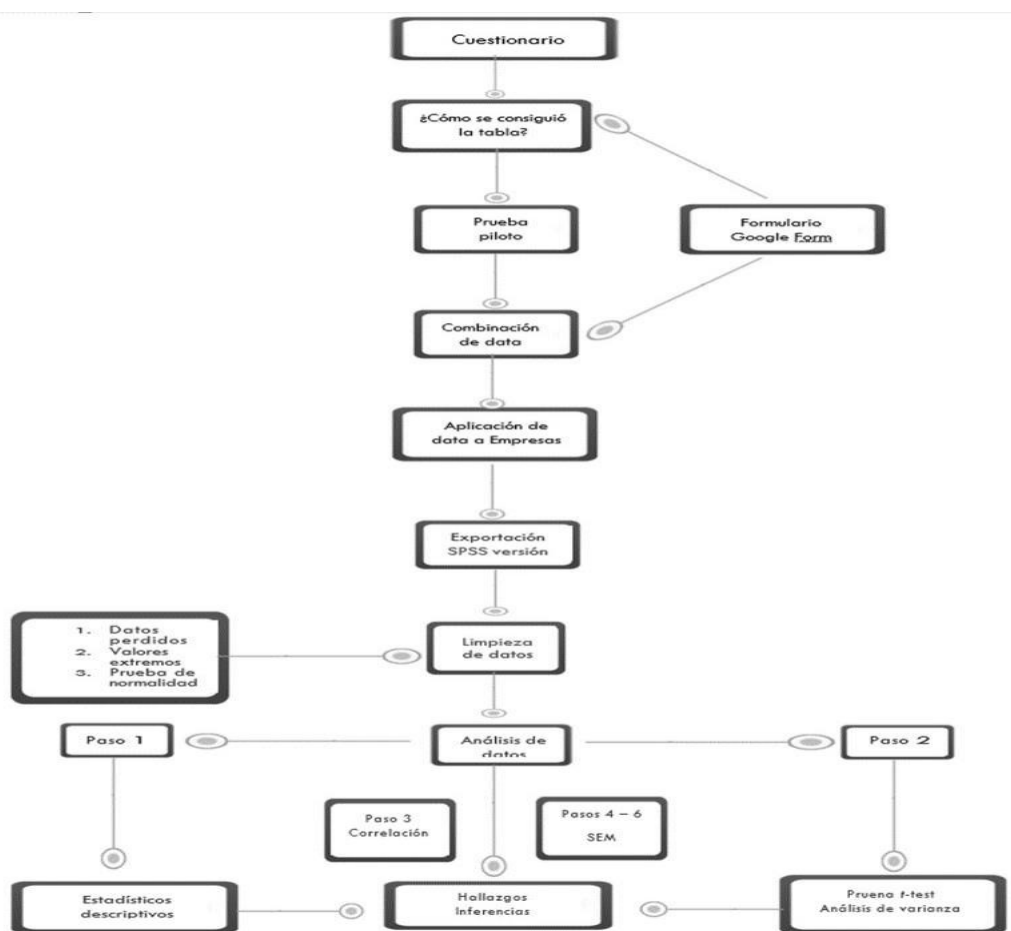 Cuestionario
¿Cómo se consiguió
la tabla?
Prueba
piloto
Formulario
Google Form
Combinación
de data
Aplicación de
data a Empresas
Exportación
SPSS versión
1. Datos
perdidos
2. Valores
extremos
3. Prueba de
normalidad
Limpieza
de datos
Paso 1
Análisis de
datos
Paso 2
Paso 3
Correlación
Pasos 4 – 6
SEM
Estadísticos
descriptivos
Hallazgos
Inferencias
Pruena t-test
Análisis de varianza